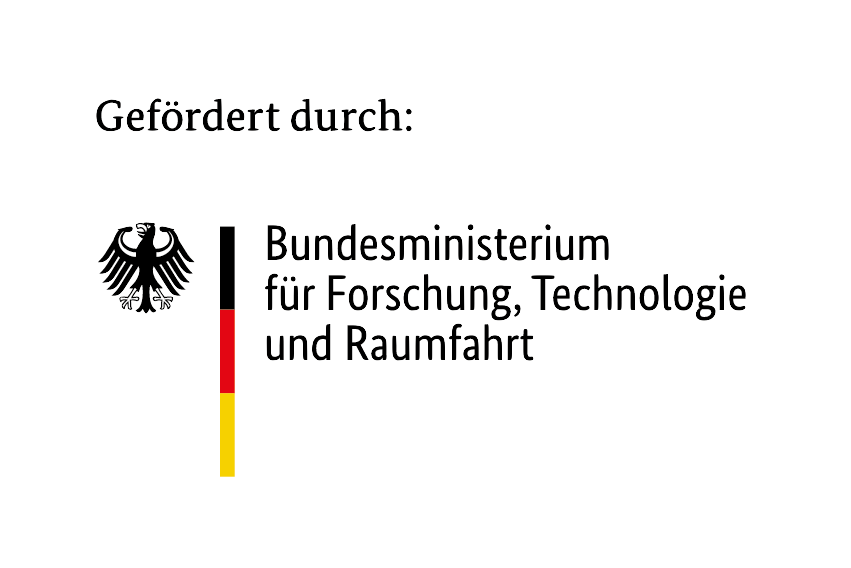 Gefördert durch:
Bundesministerium
für Forschung, Technologie
und Raumfahrt